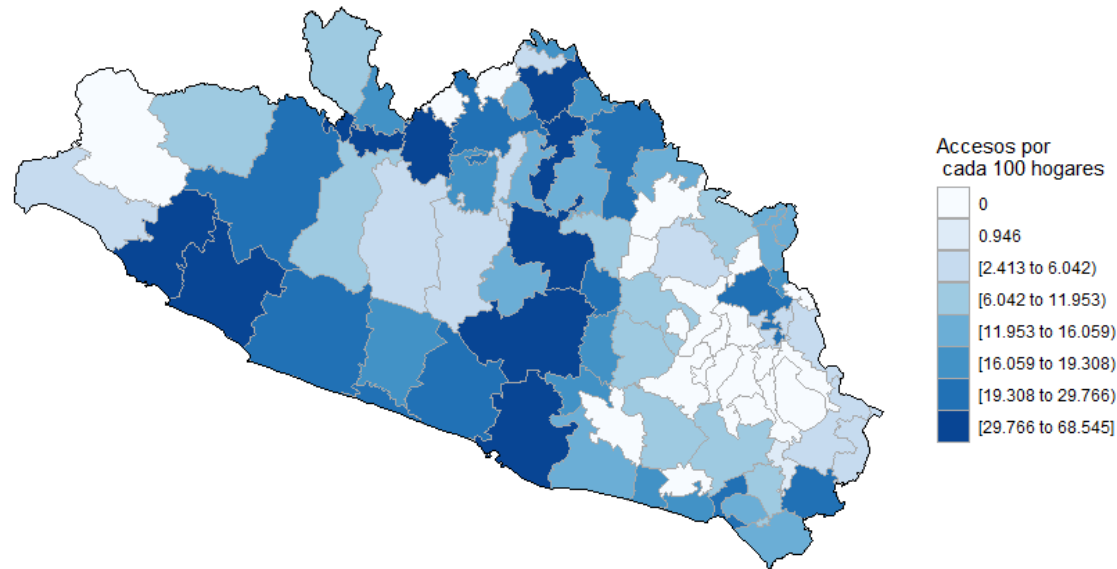 Accesos por
cada 100 hogares
0
0.946
[2.413 to 6.042)
[6.042 to 11.953)
[11.953 to 16.059)
[16.059 to 19.308)
[19.308 to 29.766)
[29.766 to 68.545]